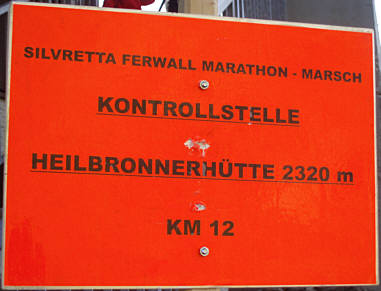 SILVRETTA FERWALL MARATHON - MARSCH
KONTROLLSTELLE
HEILBRONNERHÜTTE 2320 m
KM 12